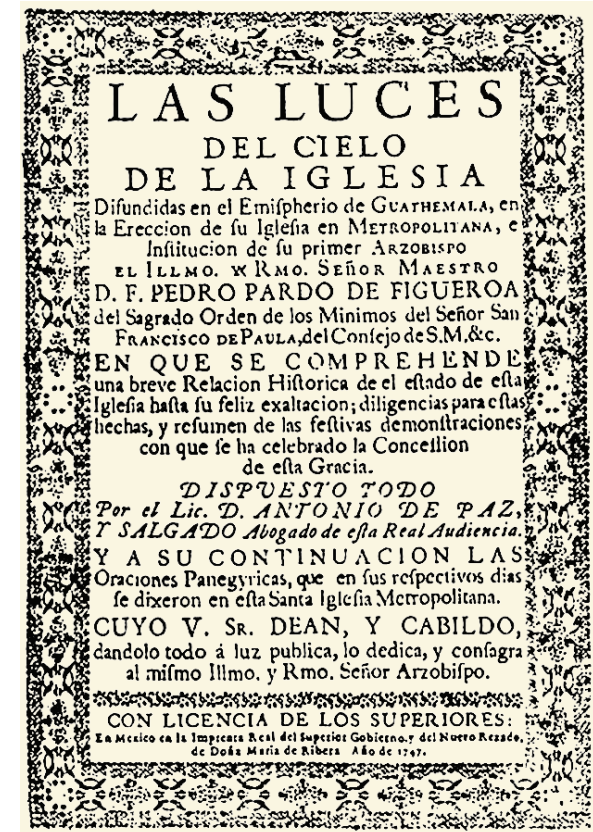 LAS LUCES
DEL CIELO
DE LA IGLESIA
Difundidas en el Emiſpherio de GUATHEMALA, en
la Ereccion de ſu Igleſia en METROPOLITANA, e
Inſtitucion de ſu primer ARZOBISPO
EL ILLMO. Y RMO. SEÑOR MAESTRO
D. F. PEDRO PARDO DE FIGUEROA
del Sagrado Orden de los Minimos del Señor San
FRANCISCO DE PAULA, del Conſejo de S.M. &c.
EN QUE SE COMPREHENDE
una breve Relacion Hiſtorica de el eſtado de eſta
Igleſia haſta ſu feliz exaltacion; diligencias para eſtas
hechas, y reſumen de las feſtivas demonſtraciones
con que ſe ha celebrado la Conceſſion
de eſta Gracia.
DISPUESTO TODO
Por el Lic. D. ANTONIO DE PAZ,
Y SALGADO Abogado de eſta Real Audiencia.
Y A SU CONTINUACION LAS
Oraciones Panegyricas, que en ſus reſpectivos dias
ſe dixeron en eſta Santa Igleſia Metropolitana.
CUYO V. SR. DEAN, Y CABILDO,
dandolo todo á luz publica, lo dedica, y conſagra
al miſmo Illmo. y Rmo. Señor Arzobiſpo.
CON LICENCIA DE LOS SUPERIORES:
En Mexico en la Imprenta Real del Superior Gobierno, y del Nuevo Rezado,
de Doña Maria de Ribera Año de 1747.